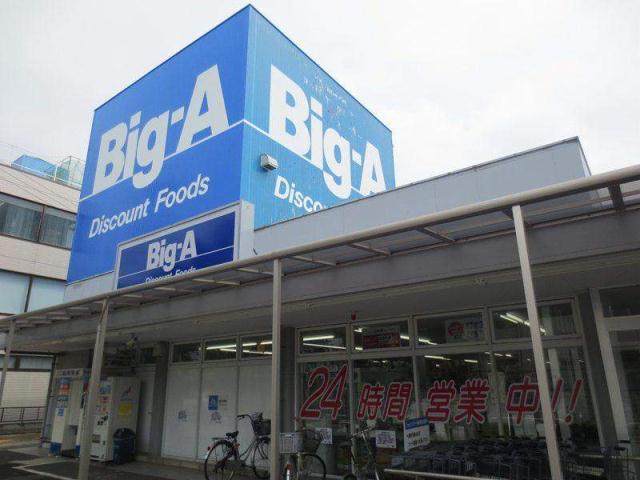 Big-A
Discount Foods
Big-A
Disco
Big-A
Discount Foods
24時間営業中!!